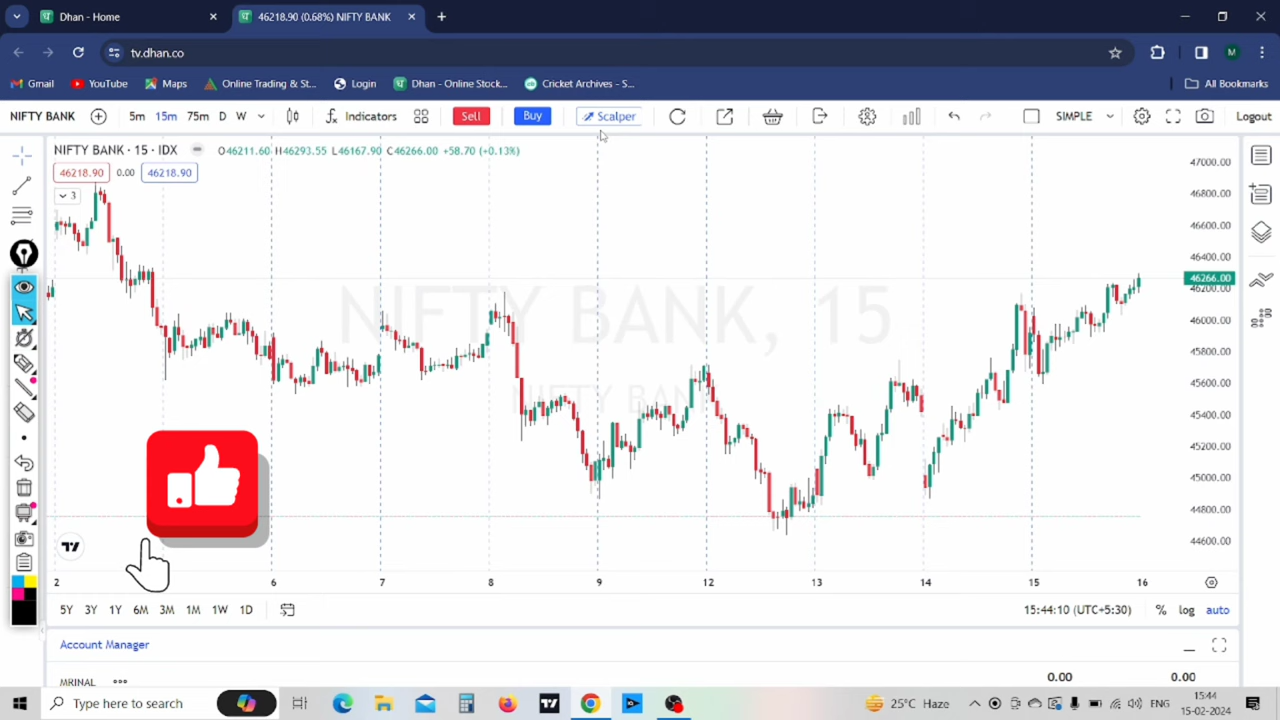 Dhan - Home
46218.90 (0.68%) NIFTY BANK
tv.dhan.co
M
Gmail
YouTube
Maps
Online Trading & St...
Login
Dhan - Online Stock...
Cricket Archives - S...
All Bookmarks
NIFTY BANK
5m
15m
75m
D
W
Indicators
Sell
Buy
Scalper
SIMPLE
Logout
NIFTY BANK · 15 · IDX
O46211.60 H46293.55 L46167.90 C46266.00 +58.70 (+0.13%)
46218.90
0.00
46218.90
3
NIFTY BANK, 15
NIFTY BANK
47000.00
46800.00
46600.00
46400.00
46266.00
46200.00
46000.00
45800.00
45600.00
45400.00
45200.00
45000.00
44800.00
44600.00
2
6
7
8
9
12
13
14
15
16
5Y
3Y
1Y
6M
3M
1M
1W
1D
15:44:10 (UTC+5:30)
%
log
auto
Account Manager
MRINAL
0.00
0.00
Type here to search
25°C Haze
ENG
15:44
15-02-2024